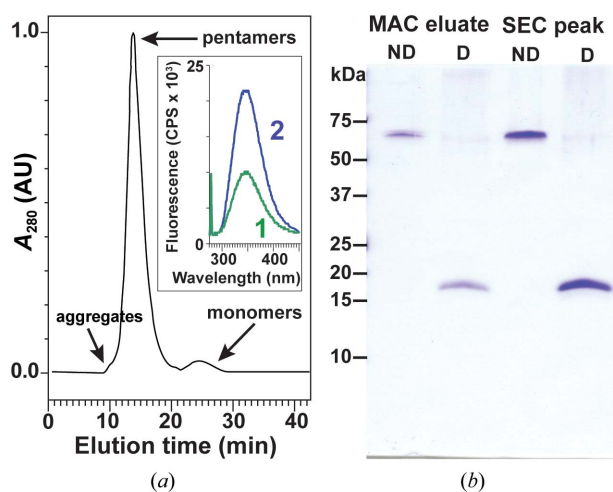 MAC eluate SEC peak
ND D ND D
kDa
75
50
37
25
20
15
10
1.0
0.0
A280 (AU)
pentamers
aggregates
monomers
25
0
Fluorescence (CPS x 10³)
2
1
300 400
Wavelength (nm)
0 10 20 30 40
Elution time (min)
(a) (b)